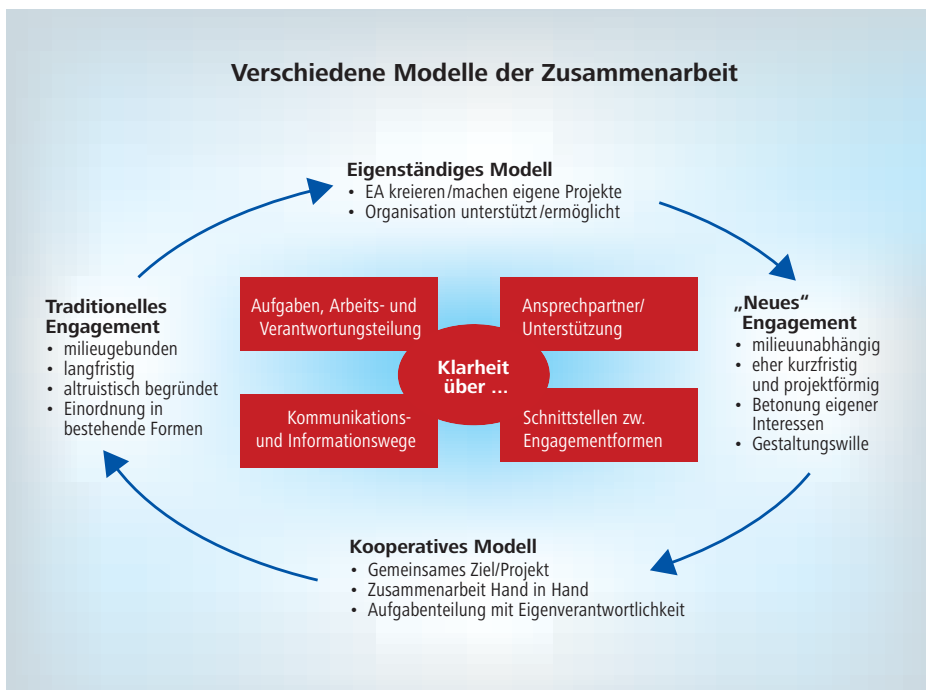 Verschiedene Modelle der Zusammenarbeit
Eigenständiges Modell
• EA kreieren/machen eigene Projekte
• Organisation unterstützt/ermöglicht
Traditionelles
Engagement
• milieugebunden
• langfristig
• altruistisch begründet
• Einordnung in
bestehende Formen
Aufgaben, Arbeits- und
Verantwortungsteilung
Ansprechpartner/
Unterstützung
Klarheit
über ...
Kommunikations-
und Informationswege
Schnittstellen zw.
Engagementformen
„Neues“
Engagement
• milieuunabhängig
• eher kurzfristig
und projektförmig
• Betonung eigener
Interessen
• Gestaltungswille
Kooperatives Modell
• Gemeinsames Ziel/Projekt
• Zusammenarbeit Hand in Hand
• Aufgabenteilung mit Eigenverantwortlichkeit